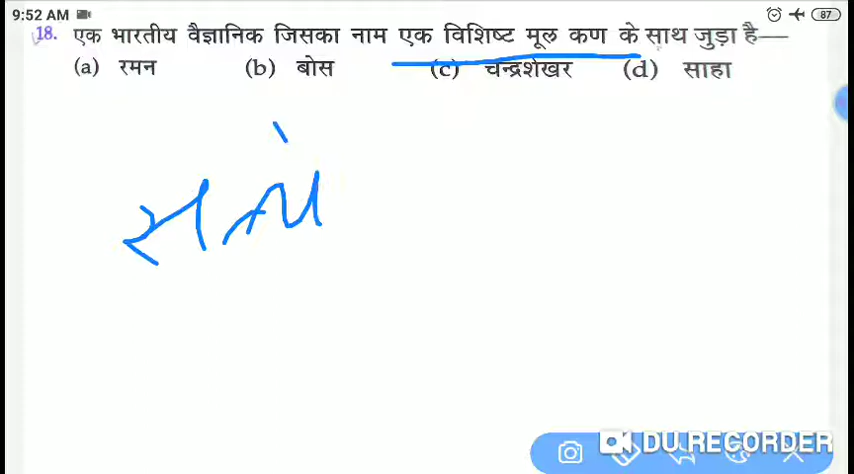 9:52 AM
87
18. एक भारतीय वैज्ञानिक जिसका नाम एक विशिष्ट मूल कण के साथ जुड़ा है—
(a) रमन (b) बोस (c) चन्द्रशेखर (d) साहा
DU RECORDER